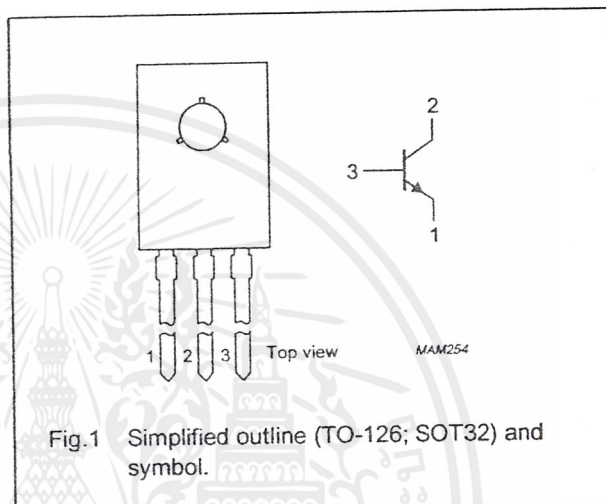 2
3
1
1 2 3 Top view MAM254
Fig.1 Simplified outline (TO-126; SOT32) and
symbol.